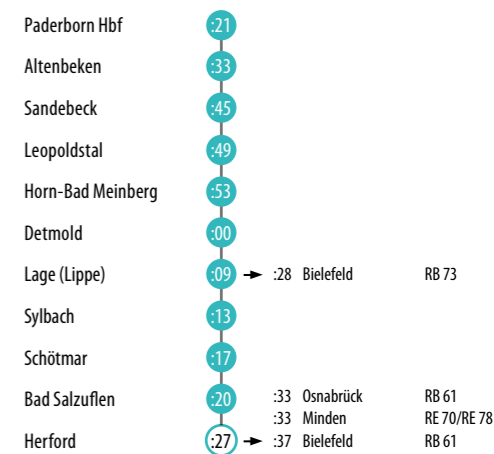 Paderborn Hbf :21
Altenbeken :33
Sandebeck :45
Leopoldstal :49
Horn-Bad Meinberg :53
Detmold :00
Lage (Lippe) :09 → :28 Bielefeld RB 73
Sylbach :13
Schötmar :17
Bad Salzuflen :20 :33 Osnabrück RB 61
:33 Minden RE 70/RE 78
Herford :27 → :37 Bielefeld RB 61